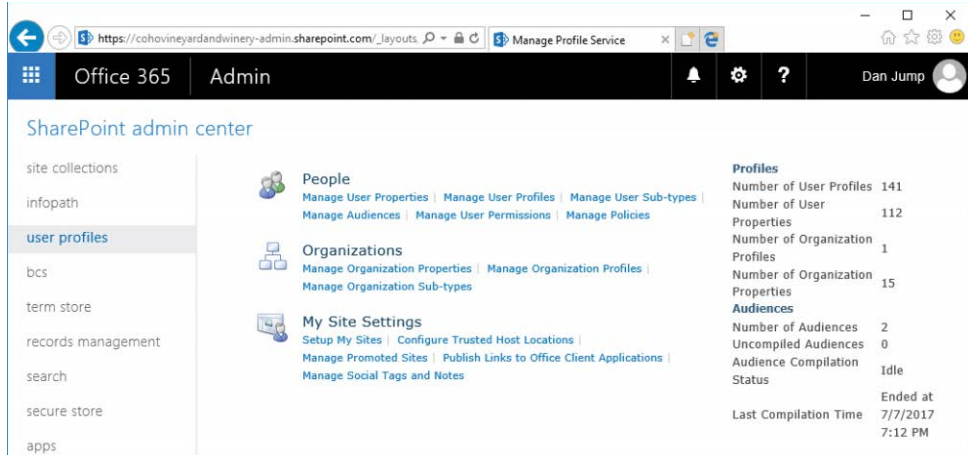 https://cohovineyardandwinery-admin.sharepoint.com/_layouts
Manage Profile Service
Office 365
Admin
?
Dan Jump
SharePoint admin center
site collections
infopath
user profiles
bcs
term store
records management
search
secure store
apps
People
Manage User Properties | Manage User Profiles | Manage User Sub-types |
Manage Audiences | Manage User Permissions | Manage Policies
Organizations
Manage Organization Properties | Manage Organization Profiles |
Manage Organization Sub-types
My Site Settings
Setup My Sites | Configure Trusted Host Locations |
Manage Promoted Sites | Publish Links to Office Client Applications |
Manage Social Tags and Notes
Profiles
Number of User Profiles 141
Number of User
Properties 112
Number of Organization
Profiles 1
Number of Organization
Properties 15
Audiences
Number of Audiences 2
Uncompiled Audiences 0
Audience Compilation
Status Idle
Last Compilation Time Ended at
7/7/2017
7:12 PM